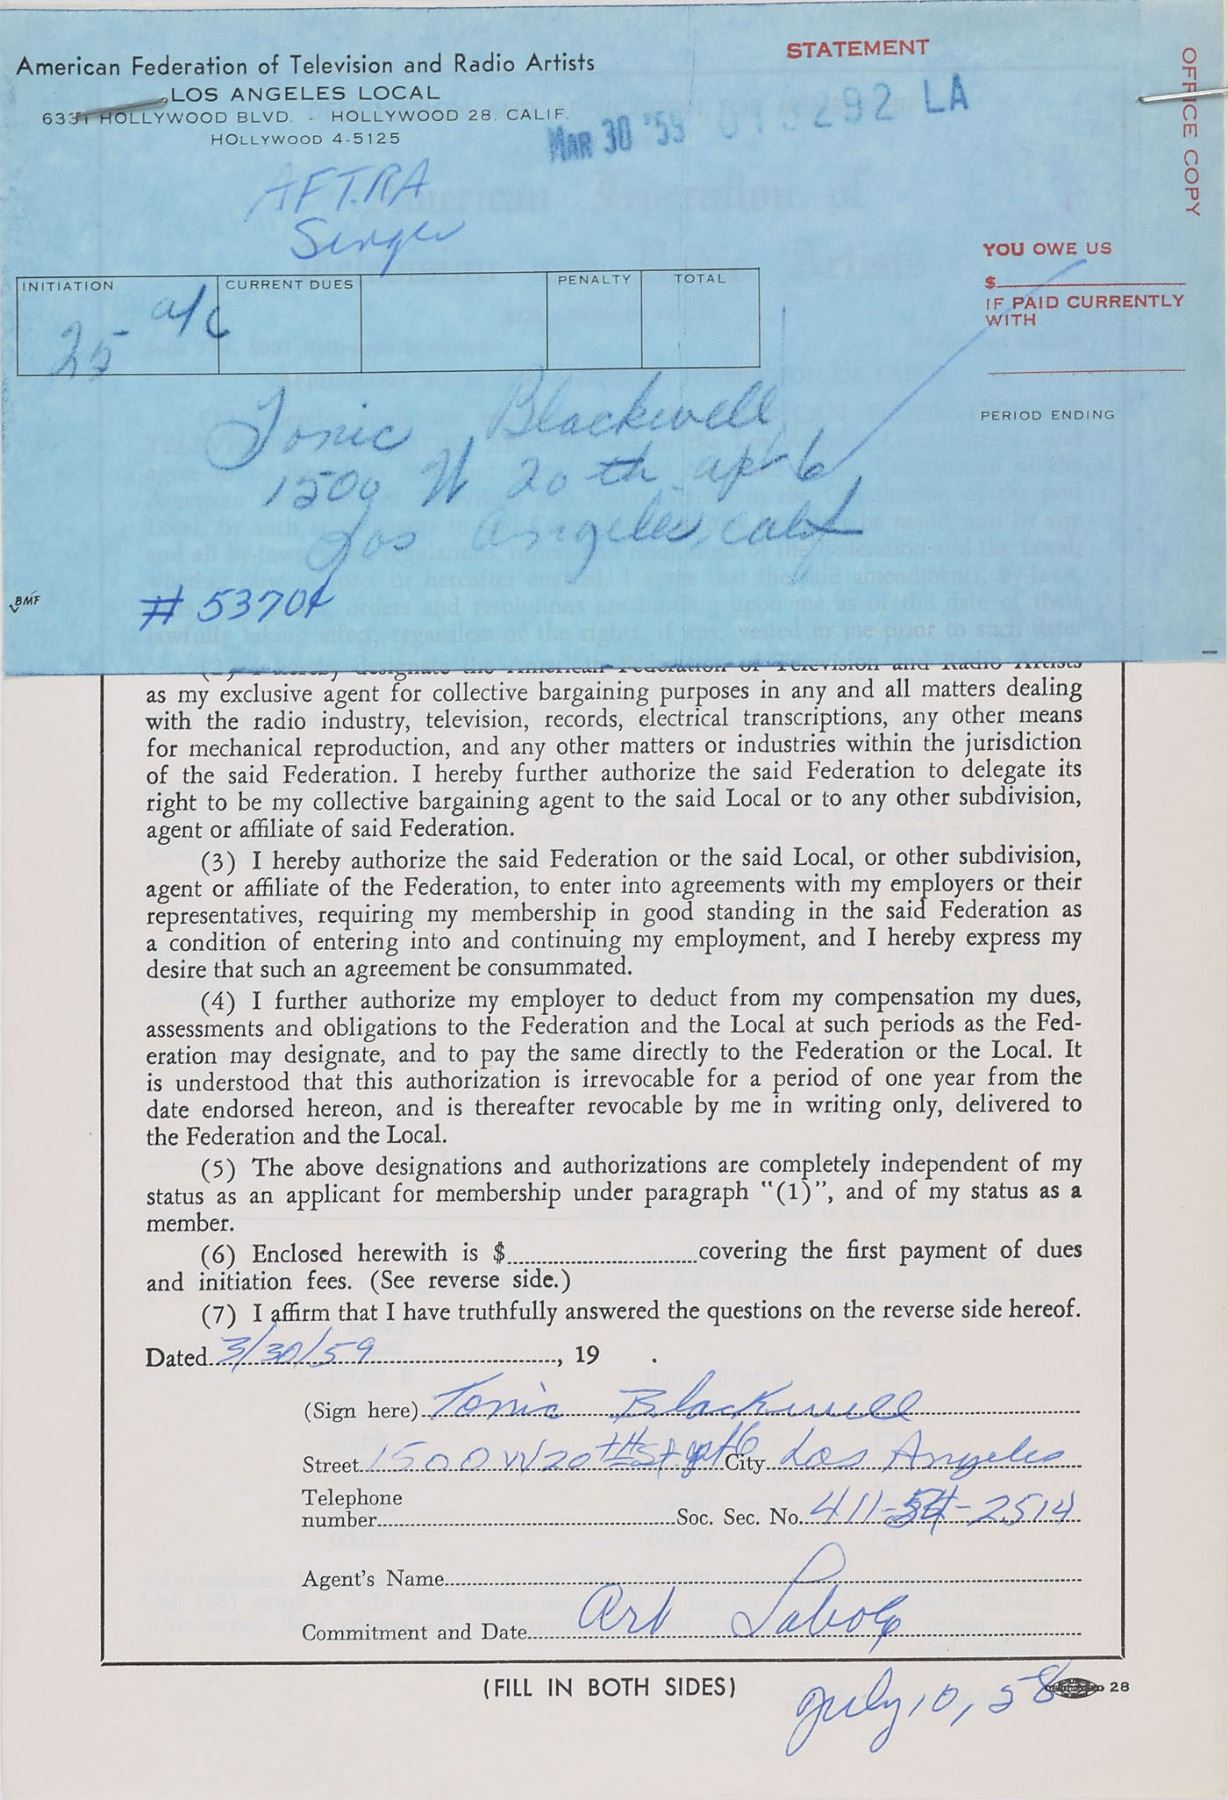 American Federation of Television and Radio Artists
LOS ANGELES LOCAL
6331 HOLLYWOOD BLVD. - HOLLYWOOD 28, CALIF.
HOLLYWOOD 4-5125
STATEMENT
OFFICE COPY
MAR 30 '59 292 LA
AFTRA
Singer
YOU OWE US
$
IF PAID CURRENTLY
WITH
PERIOD ENDING
INITIATION CURRENT DUES PENALTY TOTAL
25 a/c
Tonic Blackwell
1500 W 20th apt 6
Los Angeles, calif
BMF
# 5370¢
(2) I hereby designate the American Federation of Television and Radio Artists
as my exclusive agent for collective bargaining purposes in any and all matters dealing
with the radio industry, television, records, electrical transcriptions, any other means
for mechanical reproduction, and any other matters or industries within the jurisdiction
of the said Federation. I hereby further authorize the said Federation to delegate its
right to be my collective bargaining agent to the said Local or to any other subdivision,
agent or affiliate of said Federation.
(3) I hereby authorize the said Federation or the said Local, or other subdivision,
agent or affiliate of the Federation, to enter into agreements with my employers or their
representatives, requiring my membership in good standing in the said Federation as
a condition of entering into and continuing my employment, and I hereby express my
desire that such an agreement be consummated.
(4) I further authorize my employer to deduct from my compensation my dues,
assessments and obligations to the Federation and the Local at such periods as the Fed-
eration may designate, and to pay the same directly to the Federation or the Local. It
is understood that this authorization is irrevocable for a period of one year from the
date endorsed hereon, and is thereafter revocable by me in writing only, delivered to
the Federation and the Local.
(5) The above designations and authorizations are completely independent of my
status as an applicant for membership under paragraph "(1)", and of my status as a
member.
(6) Enclosed herewith is $ covering the first payment of dues
and initiation fees. (See reverse side.)
(7) I affirm that I have truthfully answered the questions on the reverse side hereof.
Dated 3/30/59, 19 .
(Sign here) Tonic Blackwell
Street 1500 W 20th St apt 6 City Los Angeles
Telephone
number Soc. Sec. No. 411-54-2514
Agent's Name
Commitment and Date Art Laboe
July 10, 58
(FILL IN BOTH SIDES)
28